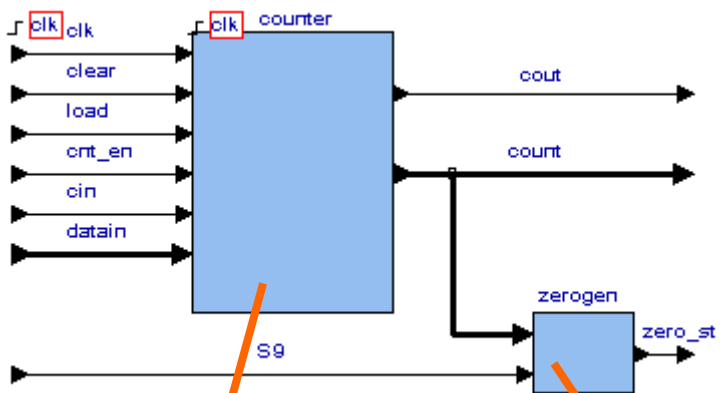 clk clk clk counter
clear
load
cnt_en
cin
datain
cout
count
zerogen
zero_st
S9